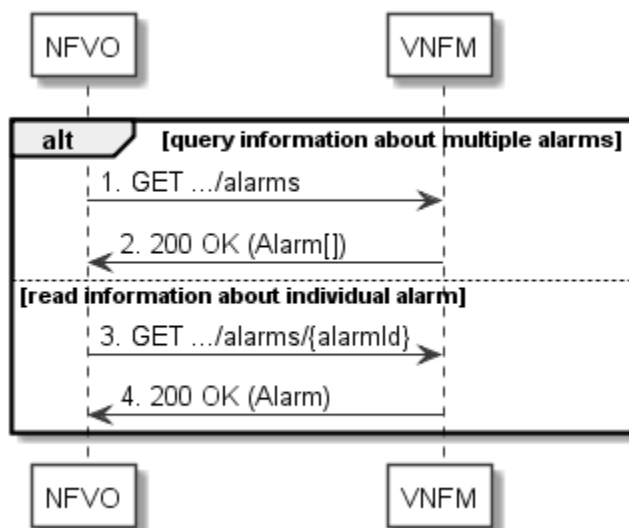 NFVO VNFM
alt [query information about multiple alarms]
1. GET .../alarms
2. 200 OK (Alarm[])
[read information about individual alarm]
3. GET .../alarms/{alarmId}
4. 200 OK (Alarm)
NFVO VNFM